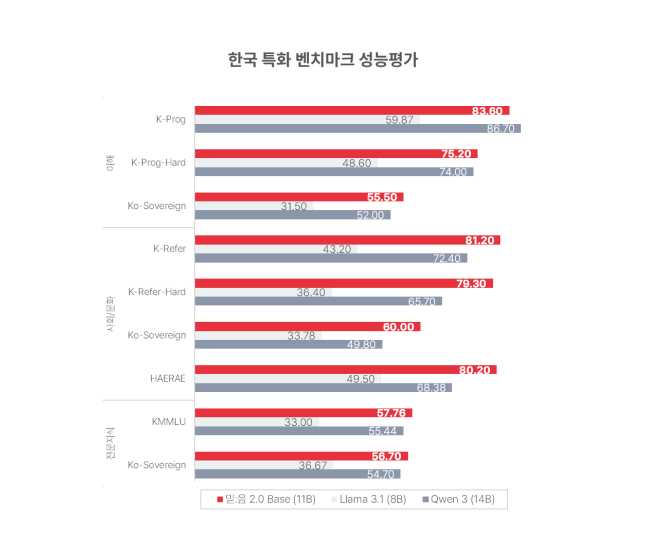 한국 특화 벤치마크 성능평가
이해
K-Prog
83.60
59.87
86.70
K-Prog-Hard
75.20
48.60
74.00
Ko-Sovereign
55.50
31.50
52.00
사회/문화
K-Refer
81.20
43.20
72.40
K-Refer-Hard
79.30
36.40
65.70
Ko-Sovereign
60.00
33.78
49.80
HAERAE
80.20
49.50
68.38
전문지식
KMMLU
57.76
33.00
55.44
Ko-Sovereign
56.70
36.67
54.70
믿:음 2.0 Base (11B)
Llama 3.1 (8B)
Qwen 3 (14B)